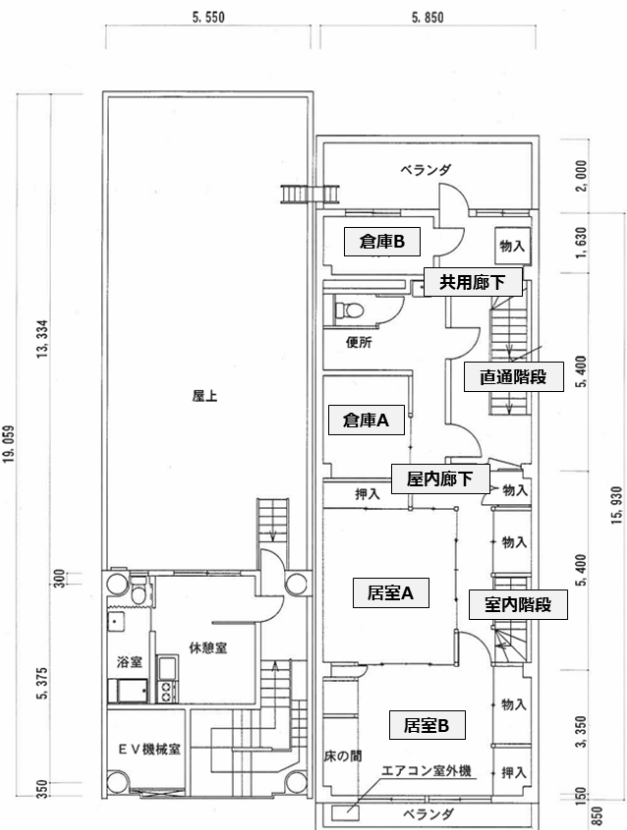 5,550
5,850
ベランダ
2,000
倉庫B
物入
1,630
共用廊下
便所
13,334
直通階段
5,400
屋上
倉庫A
19,059
屋内廊下
押入
物入
15,930
物入
300
5,400
居室A
室内階段
浴室
休憩室
5,375
物入
居室B
3,350
EV機械室
床の間
エアコン室外機
押入
350
150
ベランダ
850